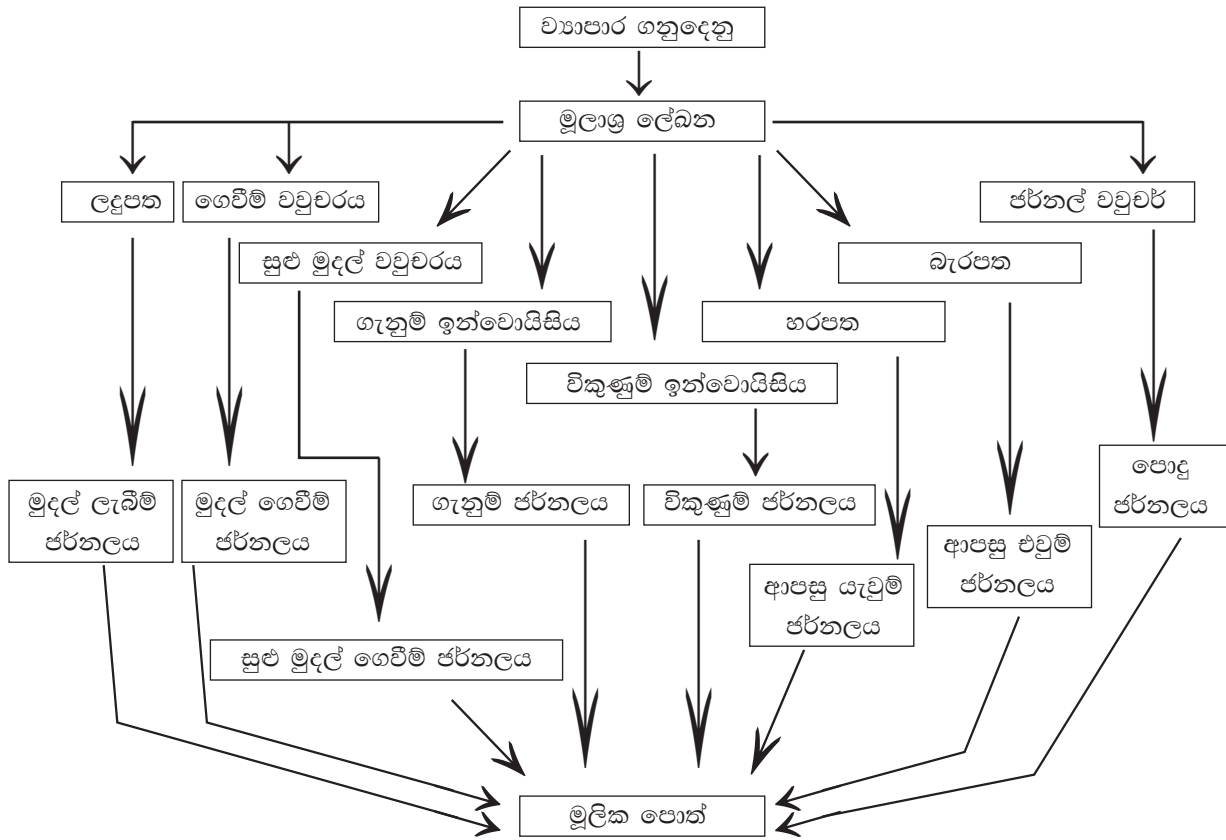 ව්‍යාපාර ගනුදෙනු
මූලාශ්‍ර ලේඛන
ලදුපත
ගෙවීම් වවුචරය
ජර්නල් වවුචර්
සුළු මුදල් වවුචරය
බැරපත
ගැනුම් ඉන්වොයිසිය
හරපත
විකුණුම් ඉන්වොයිසිය
මුදල් ලැබීම්
ජර්නලය
මුදල් ගෙවීම්
ජර්නලය
ගැනුම් ජර්නලය
විකුණුම් ජර්නලය
පොදු
ජර්නලය
ආපසු එවුම්
ජර්නලය
ආපසු යැවුම්
ජර්නලය
සුළු මුදල් ගෙවීම් ජර්නලය
මූලික පොත්